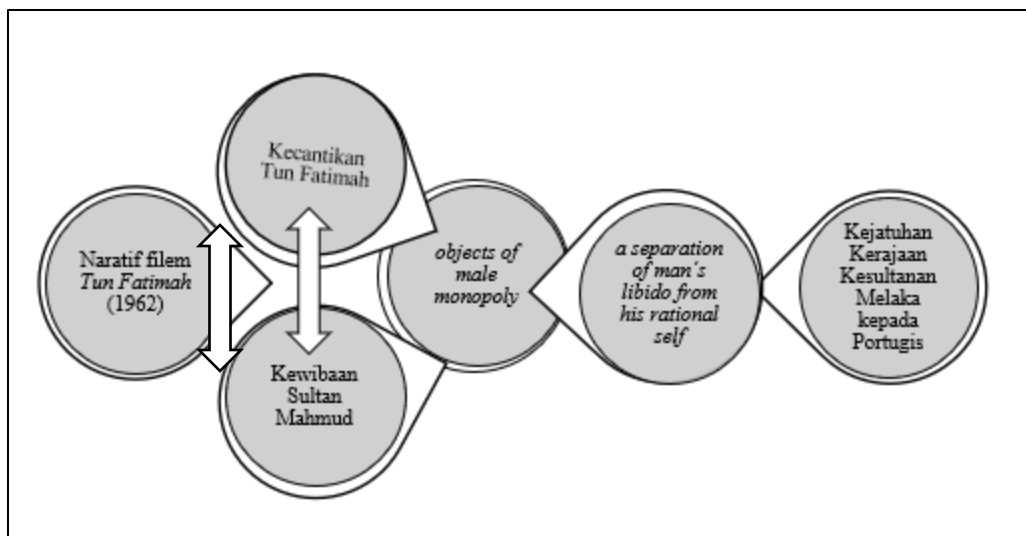 Naratif filem
Tun Fatimah
(1962)
Kecantikan
Tun Fatimah
Kewibaan
Sultan
Mahmud
objects of
male
monopoly
a separation
of man´s
libido from
his rational
self
Kejatuhan
Kerajaan
Kesultanan
Melaka
kepada
Portugis